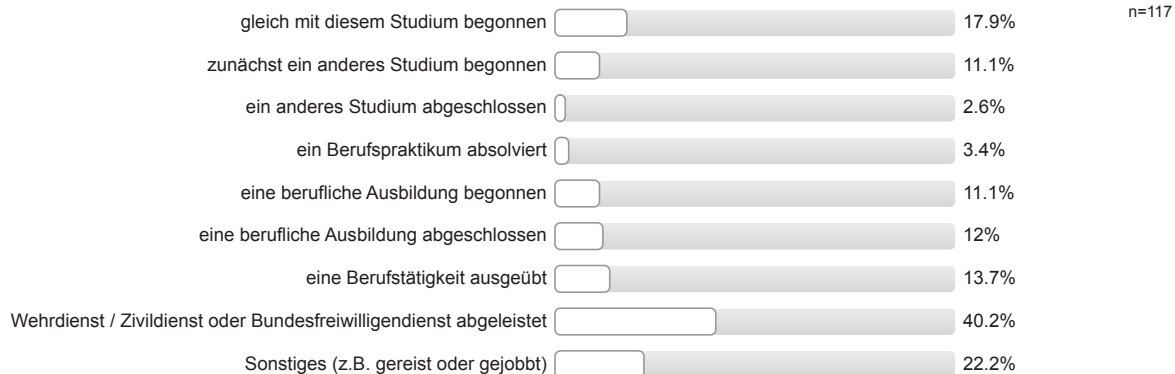 gleich mit diesem Studium begonnen 17.9% n=117
zunächst ein anderes Studium begonnen 11.1%
ein anderes Studium abgeschlossen 2.6%
ein Berufspraktikum absolviert 3.4%
eine berufliche Ausbildung begonnen 11.1%
eine berufliche Ausbildung abgeschlossen 12%
eine Berufstätigkeit ausgeübt 13.7%
Wehrdienst / Zivildienst oder Bundesfreiwilligendienst abgeleistet 40.2%
Sonstiges (z.B. gereist oder gejobbt) 22.2%